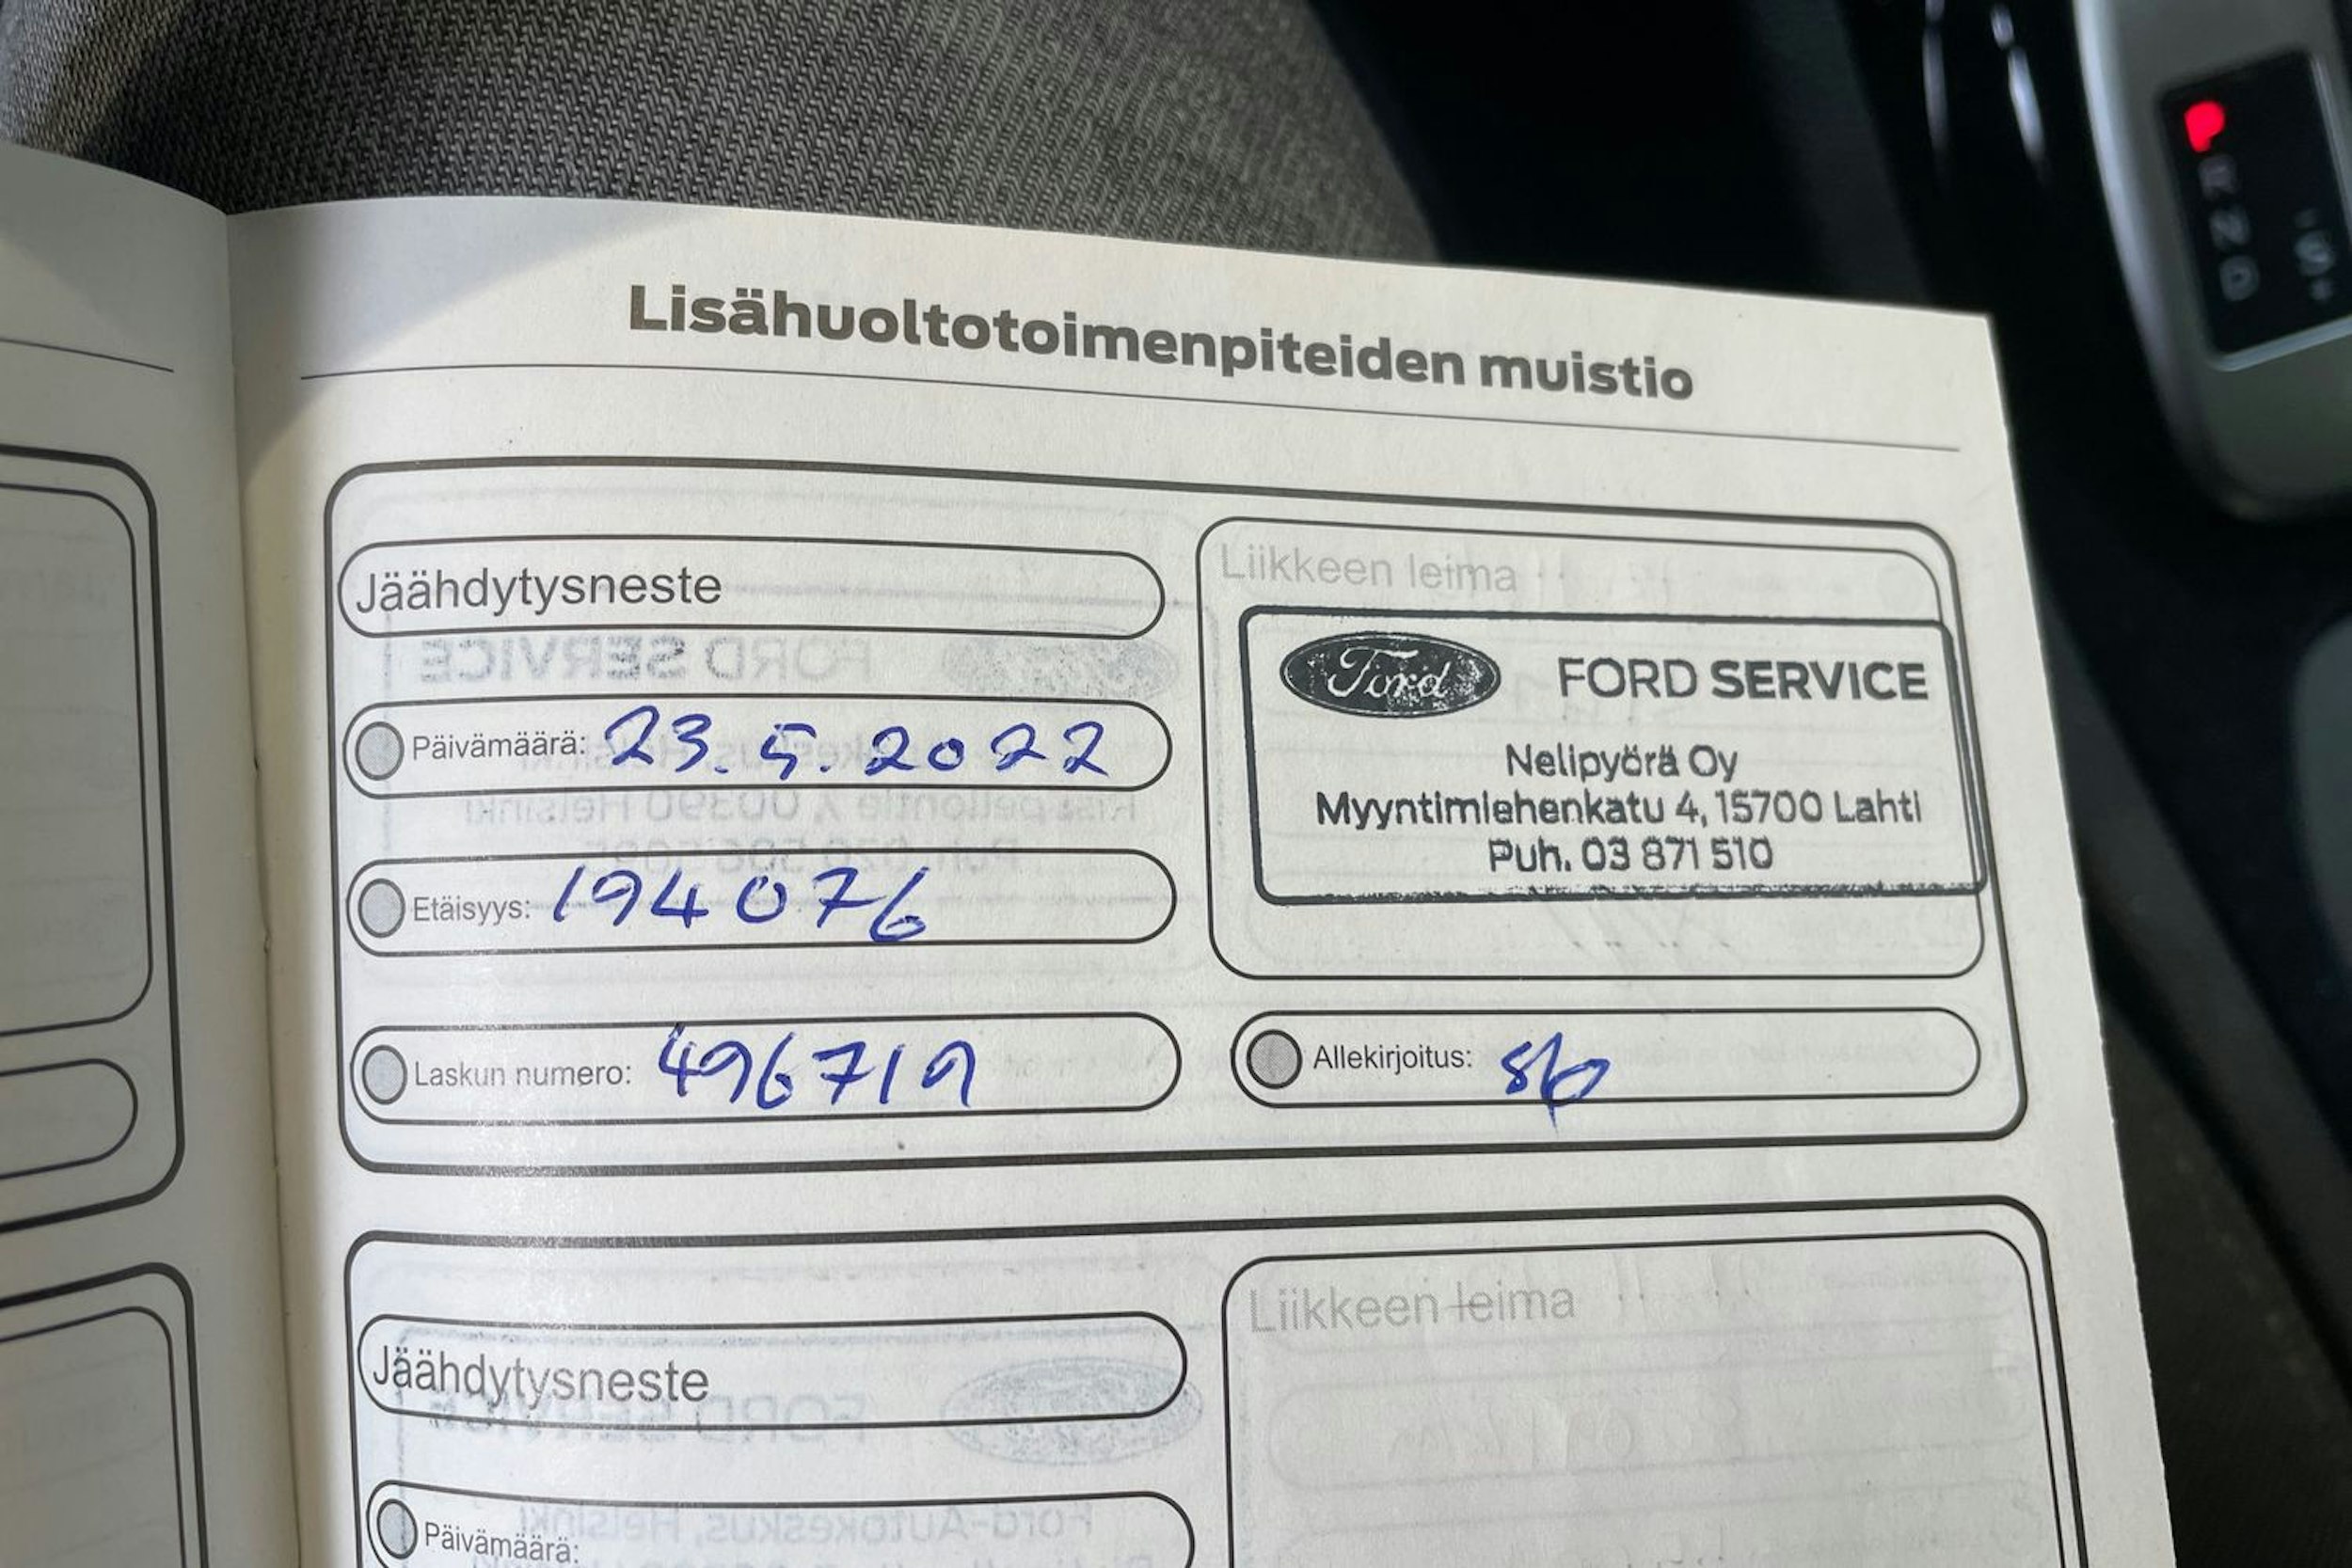 Lisähuoltotoimenpiteiden muistio
Jäähdytysneste
Päivämäärä: 23.5.2022
Etäisyys: 194076
Laskun numero: 496719
Liikkeen leima
Ford FORD SERVICE
Nelipyörä Oy
Myyntimiehenkatu 4, 15700 Lahti
Puh. 03 871 510
Allekirjoitus:
Jäähdytysneste
Päivämäärä:
Liikkeen leima
P
R
N
D